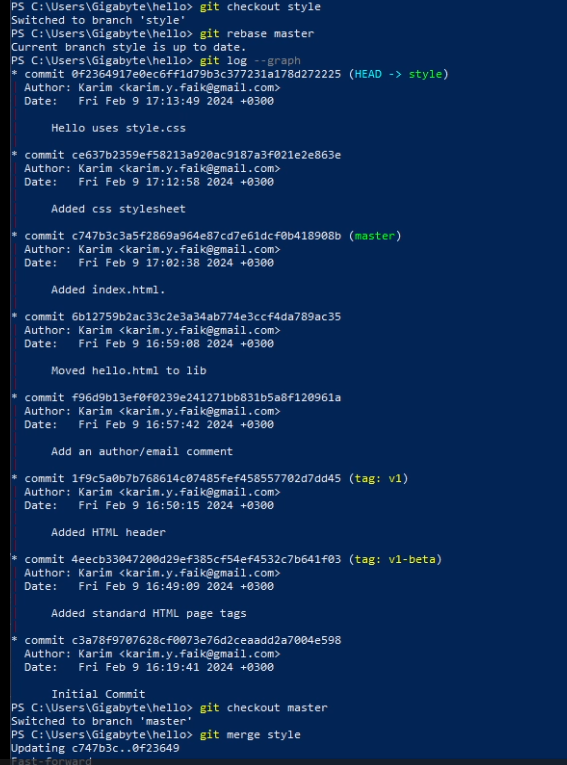 PS C:\Users\Gigabyte\hello> git checkout style
Switched to branch 'style'
PS C:\Users\Gigabyte\hello> git rebase master
Current branch style is up to date.
PS C:\Users\Gigabyte\hello> git log --graph
* commit 0f2364917e0ec6ff1d79b3c377231a178d272225 (HEAD -> style)
Author: Karim <karim.y.faik@gmail.com>
Date: Fri Feb 9 17:13:49 2024 +0300
Hello uses style.css
* commit ce637b2359ef58213a920ac9187a3f021e2e863e
Author: Karim <karim.y.faik@gmail.com>
Date: Fri Feb 9 17:12:58 2024 +0300
Added css stylesheet
* commit c747b3c3a5f2869a964e87cd7e61dcf0b418908b (master)
Author: Karim <karim.y.faik@gmail.com>
Date: Fri Feb 9 17:02:38 2024 +0300
Added index.html.
* commit 6b12759b2ac33c2e3a34ab774e3ccf4da789ac35
Author: Karim <karim.y.faik@gmail.com>
Date: Fri Feb 9 16:59:08 2024 +0300
Moved hello.html to lib
* commit f96d9b13ef0f0239e241271bb831b5a8f120961a
Author: Karim <karim.y.faik@gmail.com>
Date: Fri Feb 9 16:57:42 2024 +0300
Add an author/email comment
* commit 1f9c5a0b7b768614c07485fef458557702d7dd45 (tag: v1)
Author: Karim <karim.y.faik@gmail.com>
Date: Fri Feb 9 16:50:15 2024 +0300
Added HTML header
* commit 4eecb33047200d29ef385cf54ef4532c7b641f03 (tag: v1-beta)
Author: Karim <karim.y.faik@gmail.com>
Date: Fri Feb 9 16:49:09 2024 +0300
Added standard HTML page tags
* commit c3a78f9707628cf0073e76d2ceaadd2a7004e598
Author: Karim <karim.y.faik@gmail.com>
Date: Fri Feb 9 16:19:41 2024 +0300
Initial Commit
PS C:\Users\Gigabyte\hello> git checkout master
Switched to branch 'master'
PS C:\Users\Gigabyte\hello> git merge style
Updating c747b3c..0f23649
Fast-forward